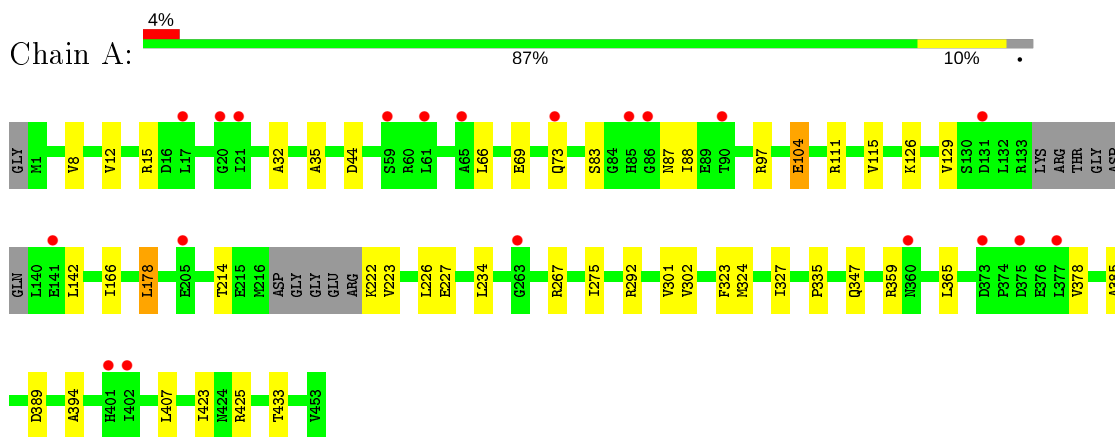 4%
Chain A:
87% 10%
GLY M1 V8 V12 R15 D16 L17 G20 I21 A32 A35 D44 S59 R60 L61 A65 L66 E69 Q73 S83 G84 H85 G86 N87 I88 E89 T90 R97 E104 R111 V115 K126 V129 S130 D131 L132 R133 LYS ARG THR GLY ASP
GLN L140 E141 L142 I166 L178 E205 T214 E215 M216 ASP GLY GLY GLU ARG K222 V223 L226 E227 L234 G263 R267 I275 R292 V301 V302 F323 M324 I327 P335 Q347 R359 N360 L365 D373 P374 D375 E376 L377 V378 A385
D389 A394 H401 I402 L407 I423 N424 R425 T433 V453